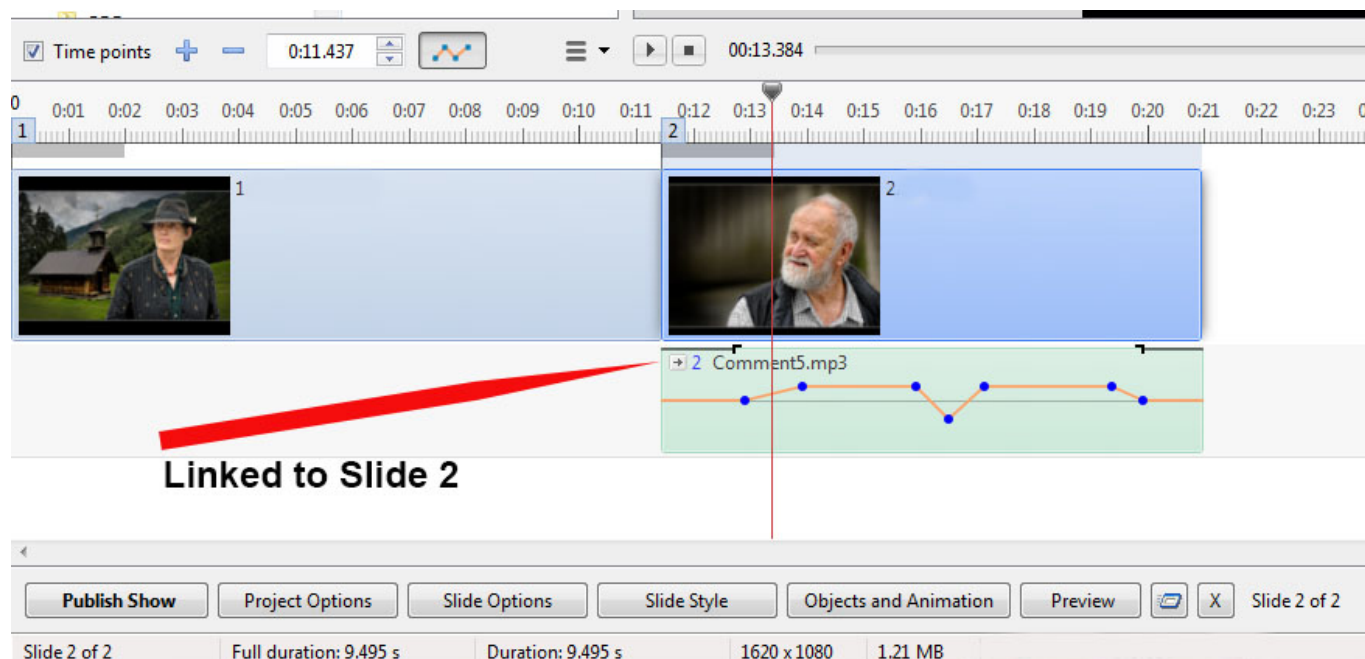 Time points 0:11.437 00:13.384
0 0:01 0:02 0:03 0:04 0:05 0:06 0:07 0:08 0:09 0:10 0:11 0:12 0:13 0:14 0:15 0:16 0:17 0:18 0:19 0:20 0:21 0:22 0:23
1 2
1 2
2 Comment5.mp3
Linked to Slide 2
Publish Show Project Options Slide Options Slide Style Objects and Animation Preview X Slide 2 of 2
Slide 2 of 2 Full duration: 9.495 s Duration: 9.495 s 1620 x 1080 1.21 MB